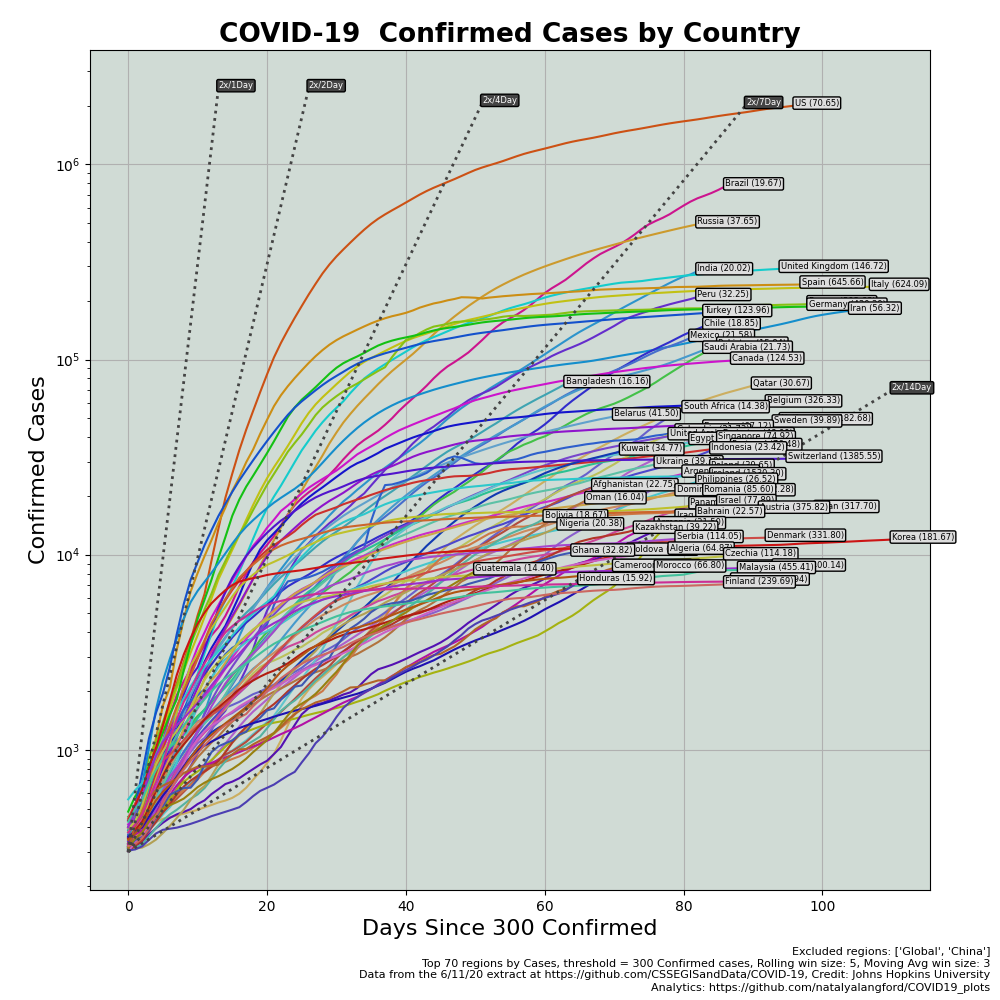 COVID-19 Confirmed Cases by Country
2x/1Day
2x/2Day
2x/4Day
2x/7Day
US (70.65)
Brazil (19.67)
Russia (37.65)
India (20.02)
United Kingdom (146.72)
Spain (645.66)
Italy (624.09)
Peru (32.25)
Germany
Iran (56.32)
Turkey (123.96)
Chile (18.85)
Mexico (21.58)
Saudi Arabia (21.73)
Canada (124.53)
Bangladesh (16.16)
Qatar (30.67)
2x/14Day
Belgium (326.33)
South Africa (14.38)
Belarus (41.50)
Sweden (39.89)
82.68)
Egypt
Singapore (74.92)
Kuwait (34.77)
Indonesia (23.42)
Switzerland (1385.55)
Ukraine
Philippines (26.52)
Afghanistan (22.75)
Romania (85.60)
Oman (16.04)
Israel (77.89)
Austria (375.82)
(317.70)
Bahrain (22.57)
Bolivia (18.67)
Nigeria (20.38)
Kazakhstan (39.22)
Serbia (114.05)
Denmark (331.80)
Korea (181.67)
Ghana (32.82)
Algeria (64.87)
Czechia (114.18)
Guatemala (14.40)
Cameroon
Morocco (66.80)
Malaysia (455.41)
Honduras (15.92)
Finland (239.69)
10⁶
10⁵
10⁴
10³
Confirmed Cases
0 20 40 60 80 100
Days Since 300 Confirmed
Excluded regions: ['Global', 'China']
Top 70 regions by Cases, threshold = 300 Confirmed cases, Rolling win size: 5, Moving Avg win size: 3
Data from the 6/11/20 extract at https://github.com/CSSEGISandData/COVID-19, Credit: Johns Hopkins University
Analytics: https://github.com/natalyalangford/COVID19_plots